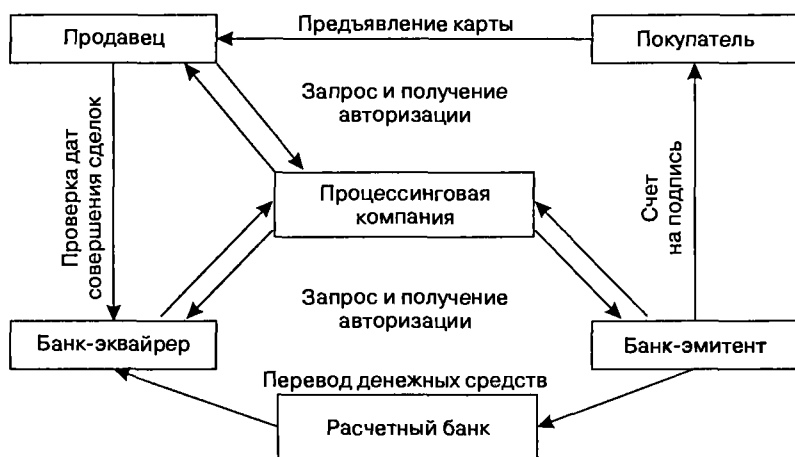 Продавец
Предъявление карты
Покупатель
Запрос и получение
авторизации
Проверка дат
совершения сделок
Процессинговая
компания
Счет
на подпись
Запрос и получение
авторизации
Банк-эквайрер
Банк-эмитент
Перевод денежных средств
Расчетный банк